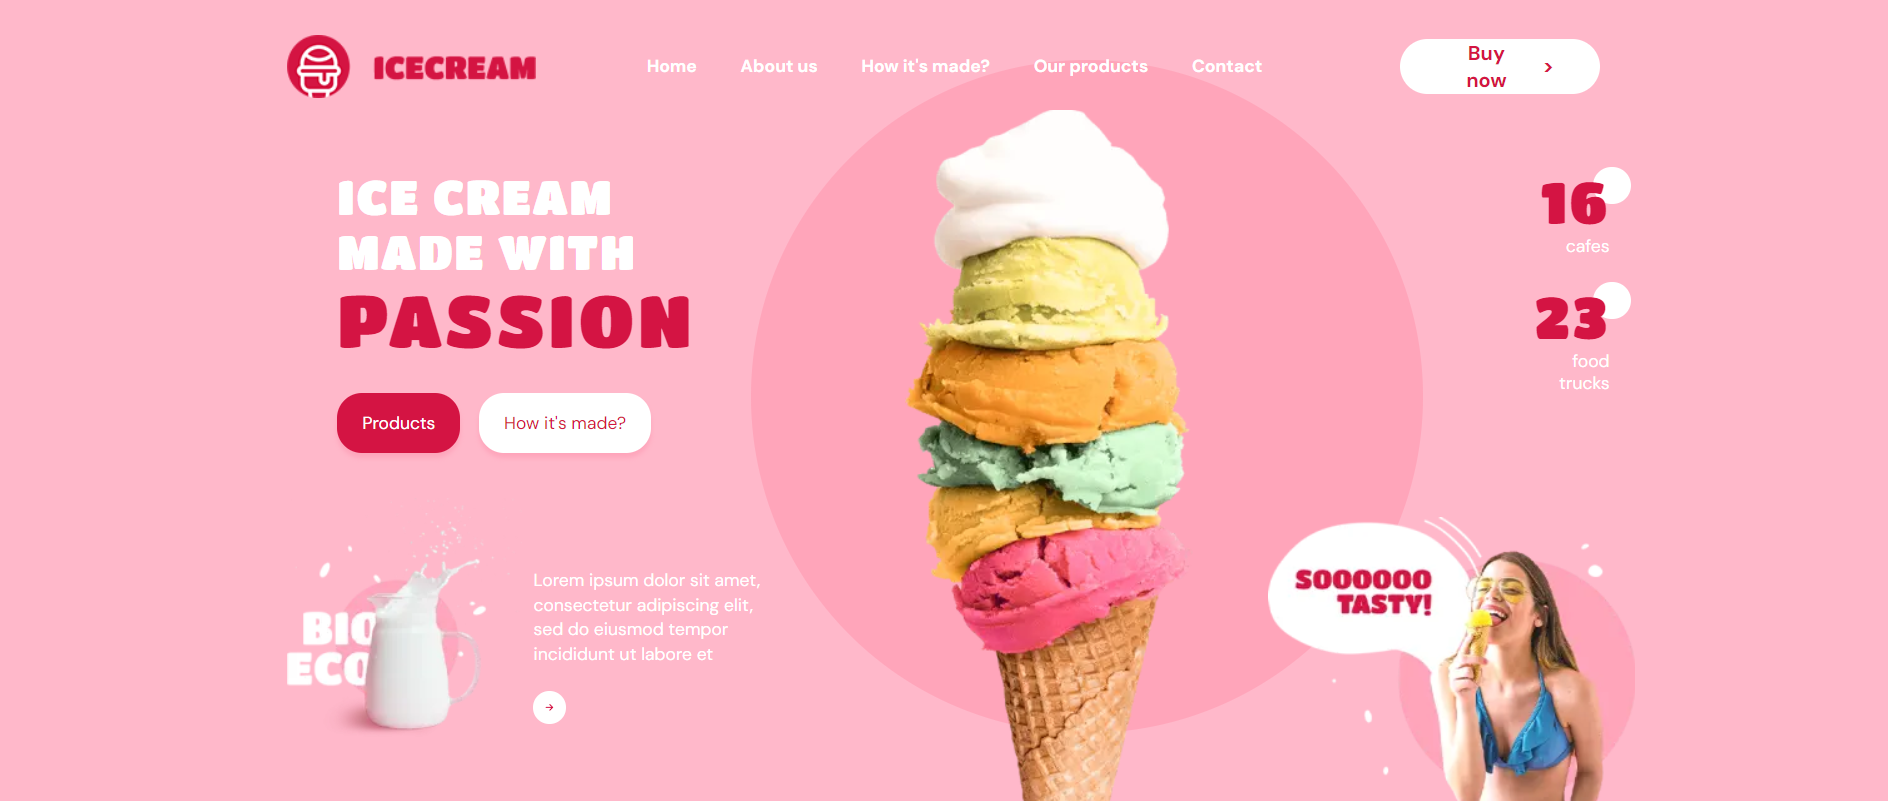 ICECREAM
Home
About us
How it's made?
Our products
Contact
Buy
now
ICE CREAM
MADE WITH
PASSION
Products
How it's made?
16
cafes
23
food
trucks
BIO
ECO
Lorem ipsum dolor sit amet,
consectetur adipiscing elit,
sed do eiusmod tempor
incididunt ut labore et
SOOOOOO
TASTY!